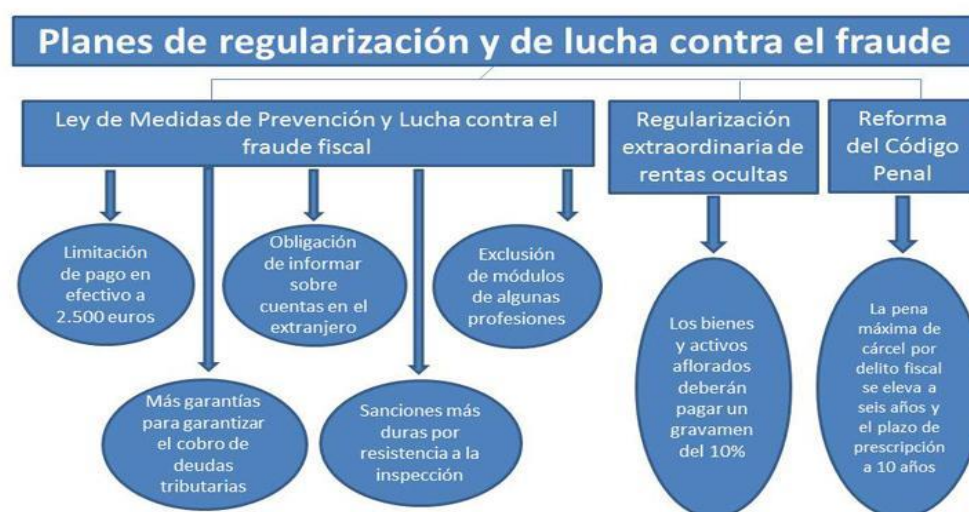 Planes de regularización y de lucha contra el fraude
Ley de Medidas de Prevención y Lucha contra el
fraude fiscal
Regularización
extraordinaria de
rentas ocultas
Reforma
del Código
Penal
Limitación
de pago en
efectivo a
2.500 euros
Obligación
de informar
sobre
cuentas en el
extranjero
Exclusión
de módulos
de algunas
profesiones
Más garantías
para garantizar
el cobro de
deudas
tributarias
Sanciones más
duras por
resistencia a la
inspección
Los bienes
y activos
aflorados
deberán
pagar un
gravamen
del 10%
La pena
máxima de
cárcel por
delito fiscal
se eleva a
seis años y
el plazo de
prescripción
a 10 años